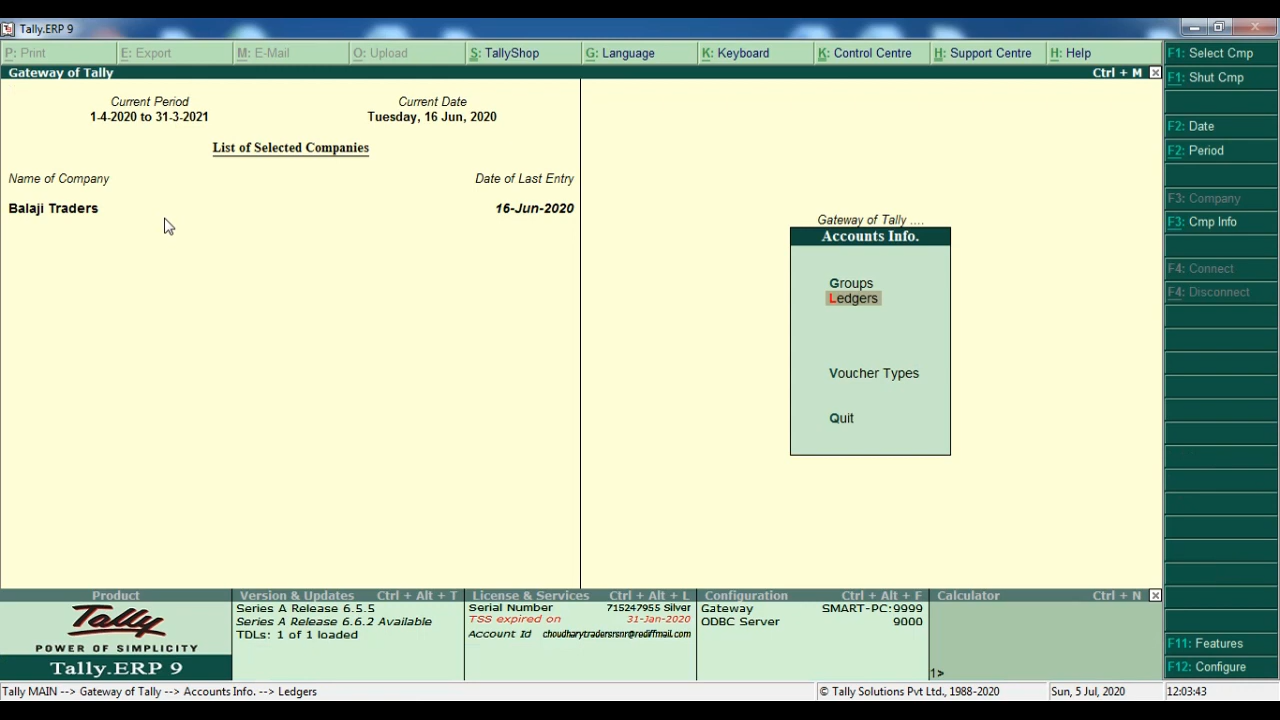 Tally.ERP 9
P: Print
E: Export
M: E-Mail
O: Upload
S: TallyShop
G: Language
K: Keyboard
K: Control Centre
H: Support Centre
H: Help
Gateway of Tally
Ctrl + M
Current Period
1-4-2020 to 31-3-2021
Current Date
Tuesday, 16 Jun, 2020
List of Selected Companies
Name of Company
Date of Last Entry
Balaji Traders
16-Jun-2020
Gateway of Tally ....
Accounts Info.
Groups
Ledgers
Voucher Types
Quit
F1: Select Cmp
F1: Shut Cmp
F2: Date
F2: Period
F3: Company
F3: Cmp Info
F4: Connect
F4: Disconnect
F11: Features
F12: Configure
Product
Tally
POWER OF SIMPLICITY
Tally.ERP 9
Version & Updates Ctrl + Alt + T
Series A Release 6.5.5
Series A Release 6.6.2 Available
TDLs: 1 of 1 loaded
License & Services Ctrl + Alt + L
Serial Number 715247955 Silver
TSS expired on 31-Jan-2020
Account Id choudharytradersrsnr@rediffmail.com
Configuration Ctrl + Alt + F
Gateway SMART-PC:9999
ODBC Server 9000
Calculator Ctrl + N
1>
Tally MAIN --> Gateway of Tally --> Accounts Info. --> Ledgers
© Tally Solutions Pvt Ltd., 1988-2020
Sun, 5 Jul, 2020
12:03:43